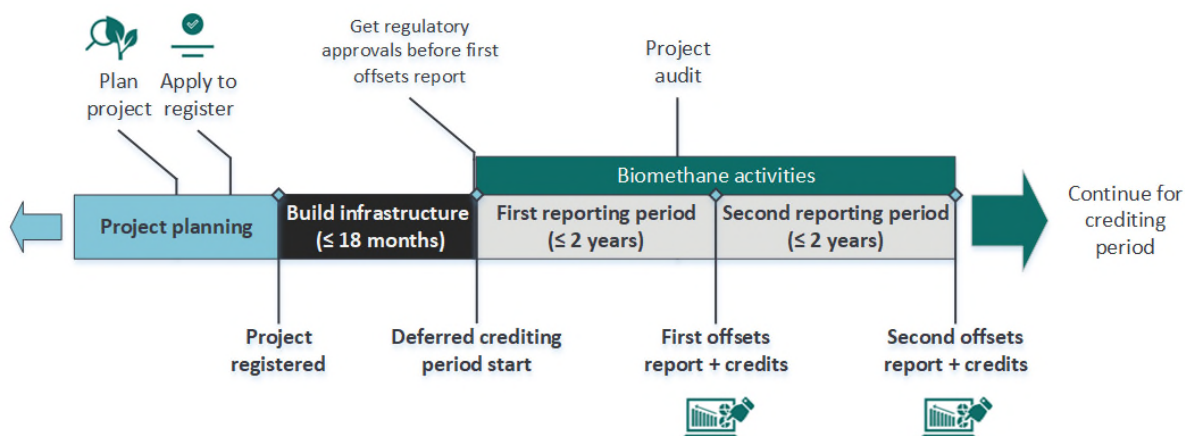 Plan
project
Apply to
register
Get regulatory
approvals before first
offsets report
Project
audit
Biomethane activities
Project planning
Build infrastructure
(≤ 18 months)
First reporting period
(≤ 2 years)
Second reporting period
(≤ 2 years)
Continue for
crediting
period
Project
registered
Deferred crediting
period start
First offsets
report + credits
Second offsets
report + credits